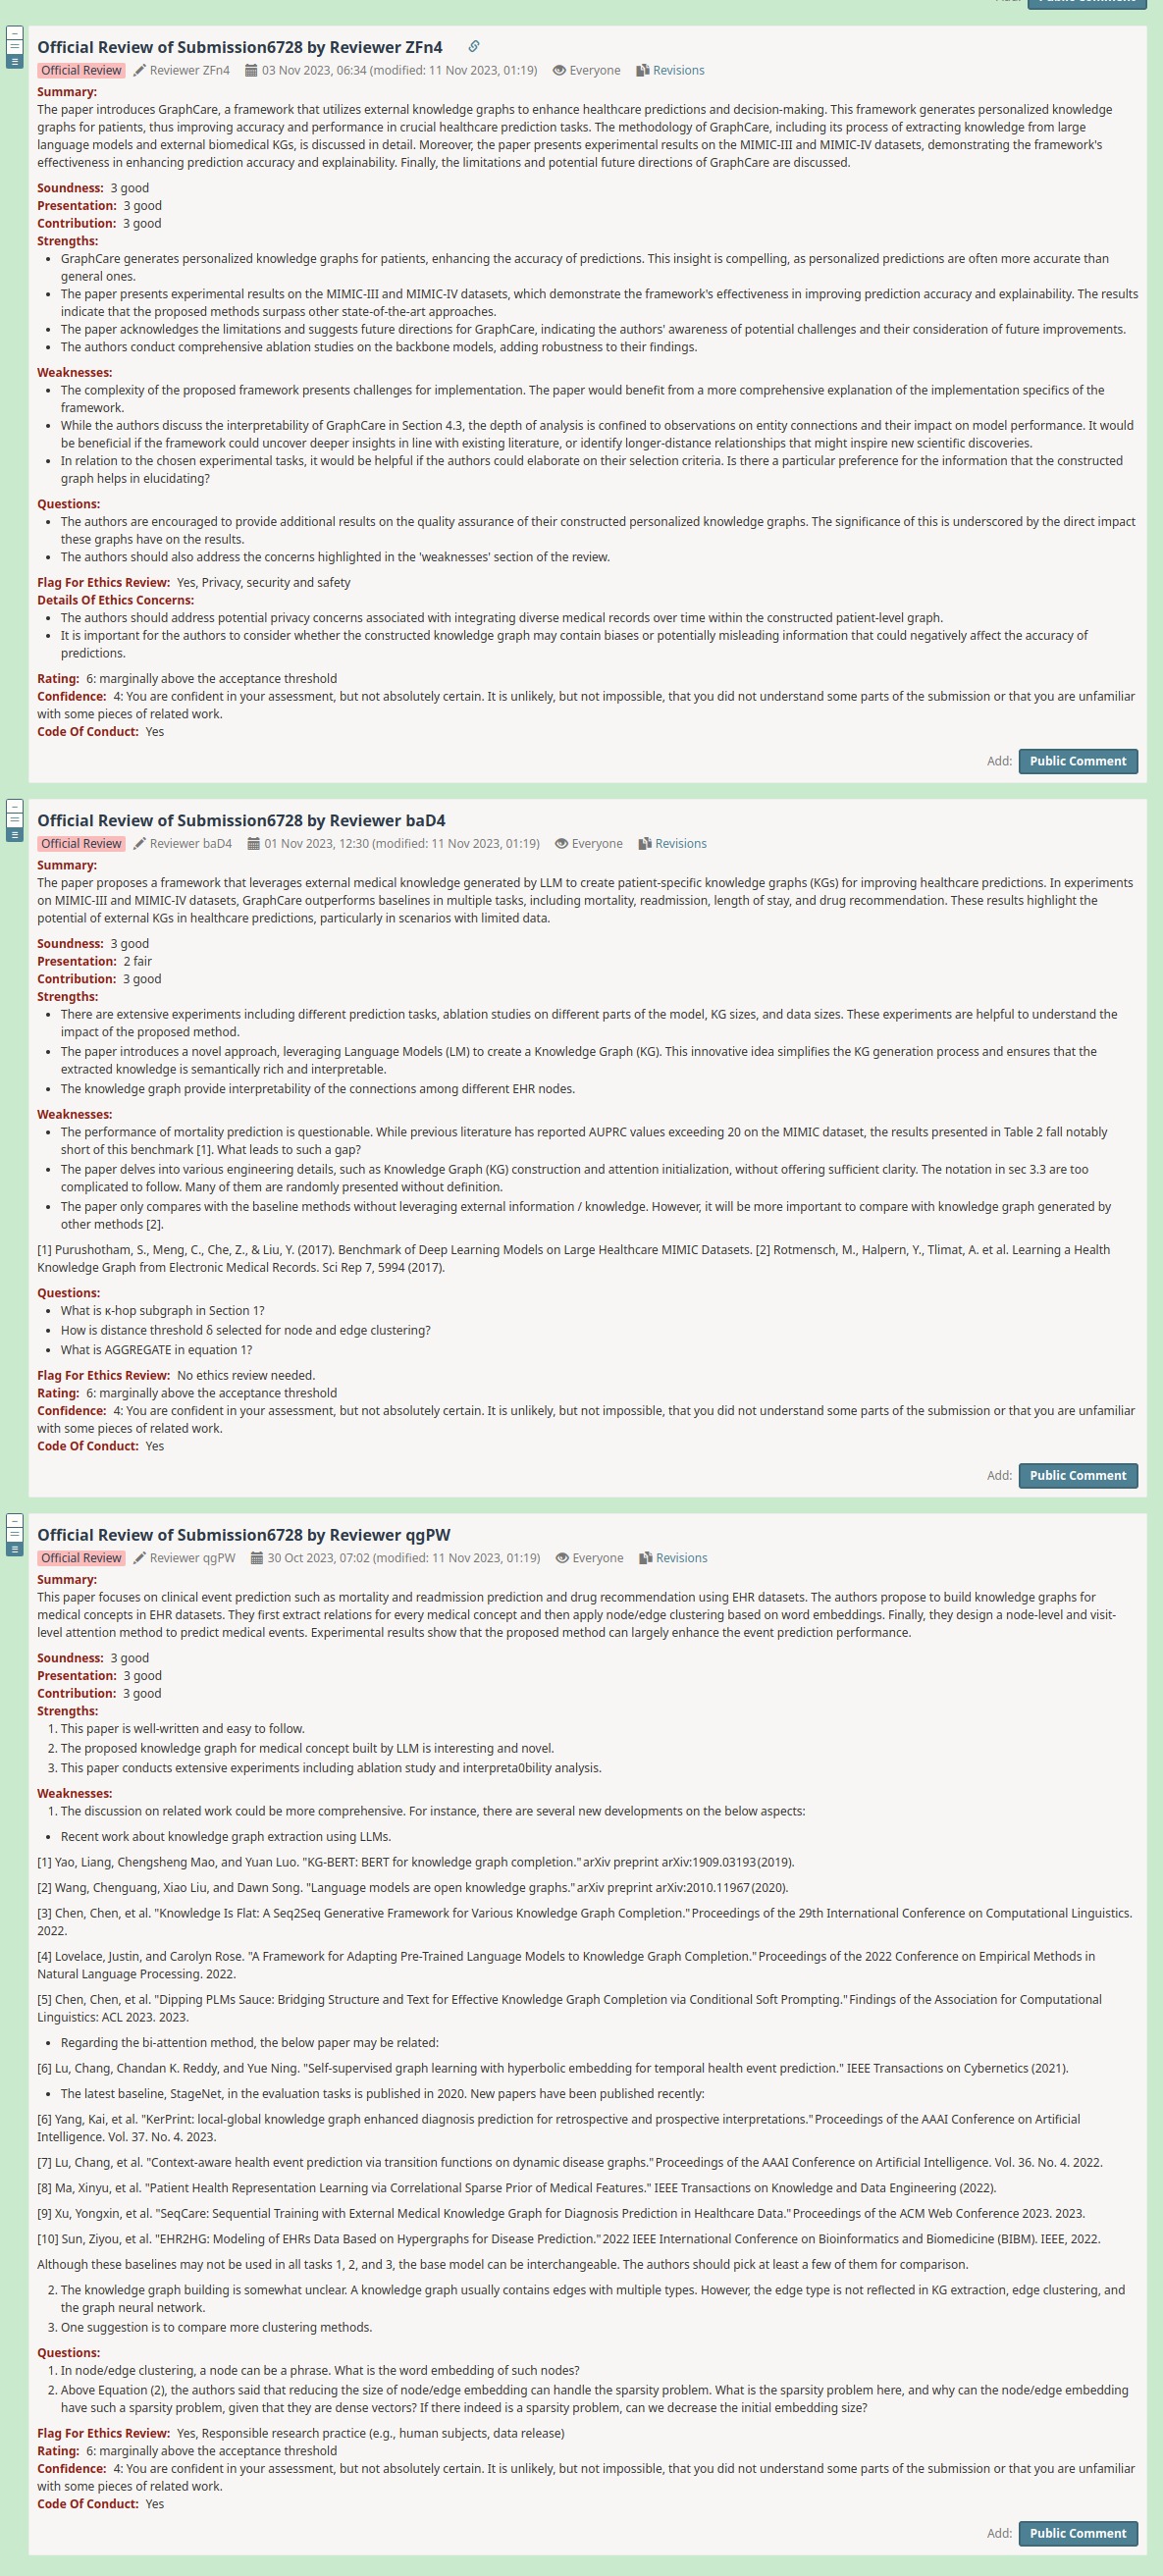 Add: Public Comment
Official Review of Submission6728 by Reviewer ZFn4
Official Review Reviewer ZFn4 03 Nov 2023, 06:34 (modified: 11 Nov 2023, 01:19) Everyone Revisions
Summary:
The paper introduces GraphCare, a framework that utilizes external knowledge graphs to enhance healthcare predictions and decision-making. This framework generates personalized knowledge
graphs for patients, thus improving accuracy and performance in crucial healthcare prediction tasks. The methodology of GraphCare, including its process of extracting knowledge from large
language models and external biomedical KGs, is discussed in detail. Moreover, the paper presents experimental results on the MIMIC-III and MIMIC-IV datasets, demonstrating the framework's
effectiveness in enhancing prediction accuracy and explainability. Finally, the limitations and potential future directions of GraphCare are discussed.
Soundness: 3 good
Presentation: 3 good
Contribution: 3 good
Strengths:
• GraphCare generates personalized knowledge graphs for patients, enhancing the accuracy of predictions. This insight is compelling, as personalized predictions are often more accurate than
general ones.
• The paper presents experimental results on the MIMIC-III and MIMIC-IV datasets, which demonstrate the framework's effectiveness in improving prediction accuracy and explainability. The results
indicate that the proposed methods surpass other state-of-the-art approaches.
• The paper acknowledges the limitations and suggests future directions for GraphCare, indicating the authors' awareness of potential challenges and their consideration of future improvements.
• The authors conduct comprehensive ablation studies on the backbone models, adding robustness to their findings.
Weaknesses:
• The complexity of the proposed framework presents challenges for implementation. The paper would benefit from a more comprehensive explanation of the implementation specifics of the
framework.
• While the authors discuss the interpretability of GraphCare in Section 4.3, the depth of analysis is confined to observations on entity connections and their impact on model performance. It would
be beneficial if the framework could uncover deeper insights in line with existing literature, or identify longer-distance relationships that might inspire new scientific discoveries.
• In relation to the chosen experimental tasks, it would be helpful if the authors could elaborate on their selection criteria. Is there a particular preference for the information that the constructed
graph helps in elucidating?
Questions:
• The authors are encouraged to provide additional results on the quality assurance of their constructed personalized knowledge graphs. The significance of this is underscored by the direct impact
these graphs have on the results.
• The authors should also address the concerns highlighted in the 'weaknesses' section of the review.
Flag For Ethics Review: Yes, Privacy, security and safety
Details Of Ethics Concerns:
• The authors should address potential privacy concerns associated with integrating diverse medical records over time within the constructed patient-level graph.
• It is important for the authors to consider whether the constructed knowledge graph may contain biases or potentially misleading information that could negatively affect the accuracy of
predictions.
Rating: 6: marginally above the acceptance threshold
Confidence: 4: You are confident in your assessment, but not absolutely certain. It is unlikely, but not impossible, that you did not understand some parts of the submission or that you are unfamiliar
with some pieces of related work.
Code Of Conduct: Yes
Add: Public Comment
Official Review of Submission6728 by Reviewer baD4
Official Review Reviewer baD4 01 Nov 2023, 12:30 (modified: 11 Nov 2023, 01:19) Everyone Revisions
Summary:
The paper proposes a framework that leverages external medical knowledge generated by LLM to create patient-specific knowledge graphs (KGs) for improving healthcare predictions. In experiments
on MIMIC-III and MIMIC-IV datasets, GraphCare outperforms baselines in multiple tasks, including mortality, readmission, length of stay, and drug recommendation. These results highlight the
potential of external KGs in healthcare predictions, particularly in scenarios with limited data.
Soundness: 3 good
Presentation: 2 fair
Contribution: 3 good
Strengths:
• There are extensive experiments including different prediction tasks, ablation studies on different parts of the model, KG sizes, and data sizes. These experiments are helpful to understand the
impact of the proposed method.
• The paper introduces a novel approach, leveraging Language Models (LM) to create a Knowledge Graph (KG). This innovative idea simplifies the KG generation process and ensures that the
extracted knowledge is semantically rich and interpretable.
• The knowledge graph provide interpretability of the connections among different EHR nodes.
Weaknesses:
• The performance of mortality prediction is questionable. While previous literature has reported AUPRC values exceeding 20 on the MIMIC dataset, the results presented in Table 2 fall notably
short of this benchmark [1]. What leads to such a gap?
• The paper delves into various engineering details, such as Knowledge Graph (KG) construction and attention initialization, without offering sufficient clarity. The notation in sec 3.3 are too
complicated to follow. Many of them are randomly presented without definition.
• The paper only compares with the baseline methods without leveraging external information / knowledge. However, it will be more important to compare with knowledge graph generated by
other methods [2].
[1] Purushotham, S., Meng, C., Che, Z., & Liu, Y. (2017). Benchmark of Deep Learning Models on Large Healthcare MIMIC Datasets. [2] Rotmensch, M., Halpern, Y., Tlimat, A. et al. Learning a Health
Knowledge Graph from Electronic Medical Records. Sci Rep 7, 5994 (2017).
Questions:
• What is κ-hop subgraph in Section 1?
• How is distance threshold δ selected for node and edge clustering?
• What is AGGREGATE in equation 1?
Flag For Ethics Review: No ethics review needed.
Rating: 6: marginally above the acceptance threshold
Confidence: 4: You are confident in your assessment, but not absolutely certain. It is unlikely, but not impossible, that you did not understand some parts of the submission or that you are unfamiliar
with some pieces of related work.
Code Of Conduct: Yes
Add: Public Comment
Official Review of Submission6728 by Reviewer qgPW
Official Review Reviewer qgPW 30 Oct 2023, 07:02 (modified: 11 Nov 2023, 01:19) Everyone Revisions
Summary:
This paper focuses on clinical event prediction such as mortality and readmission prediction and drug recommendation using EHR datasets. The authors propose to build knowledge graphs for
medical concepts in EHR datasets. They first extract relations for every medical concept and then apply node/edge clustering based on word embeddings. Finally, they design a node-level and visit-
level attention method to predict medical events. Experimental results show that the proposed method can largely enhance the event prediction performance.
Soundness: 3 good
Presentation: 3 good
Contribution: 3 good
Strengths:
1. This paper is well-written and easy to follow.
2. The proposed knowledge graph for medical concept built by LLM is interesting and novel.
3. This paper conducts extensive experiments including ablation study and interpreta0bility analysis.
Weaknesses:
1. The discussion on related work could be more comprehensive. For instance, there are several new developments on the below aspects:
• Recent work about knowledge graph extraction using LLMs.
[1] Yao, Liang, Chengsheng Mao, and Yuan Luo. "KG-BERT: BERT for knowledge graph completion." arXiv preprint arXiv:1909.03193 (2019).
[2] Wang, Chenguang, Xiao Liu, and Dawn Song. "Language models are open knowledge graphs." arXiv preprint arXiv:2010.11967 (2020).
[3] Chen, Chen, et al. "Knowledge Is Flat: A Seq2Seq Generative Framework for Various Knowledge Graph Completion." Proceedings of the 29th International Conference on Computational Linguistics.
2022.
[4] Lovelace, Justin, and Carolyn Rose. "A Framework for Adapting Pre-Trained Language Models to Knowledge Graph Completion." Proceedings of the 2022 Conference on Empirical Methods in
Natural Language Processing. 2022.
[5] Chen, Chen, et al. "Dipping PLMs Sauce: Bridging Structure and Text for Effective Knowledge Graph Completion via Conditional Soft Prompting." Findings of the Association for Computational
Linguistics: ACL 2023. 2023.
• Regarding the bi-attention method, the below paper may be related:
[6] Lu, Chang, Chandan K. Reddy, and Yue Ning. "Self-supervised graph learning with hyperbolic embedding for temporal health event prediction." IEEE Transactions on Cybernetics (2021).
• The latest baseline, StageNet, in the evaluation tasks is published in 2020. New papers have been published recently:
[6] Yang, Kai, et al. "KerPrint: local-global knowledge graph enhanced diagnosis prediction for retrospective and prospective interpretations." Proceedings of the AAAI Conference on Artificial
Intelligence. Vol. 37. No. 4. 2023.
[7] Lu, Chang, et al. "Context-aware health event prediction via transition functions on dynamic disease graphs." Proceedings of the AAAI Conference on Artificial Intelligence. Vol. 36. No. 4. 2022.
[8] Ma, Xinyu, et al. "Patient Health Representation Learning via Correlational Sparse Prior of Medical Features." IEEE Transactions on Knowledge and Data Engineering (2022).
[9] Xu, Yongxin, et al. "SeqCare: Sequential Training with External Medical Knowledge Graph for Diagnosis Prediction in Healthcare Data." Proceedings of the ACM Web Conference 2023. 2023.
[10] Sun, Ziyou, et al. "EHR2HG: Modeling of EHRs Data Based on Hypergraphs for Disease Prediction." 2022 IEEE International Conference on Bioinformatics and Biomedicine (BIBM). IEEE, 2022.
Although these baselines may not be used in all tasks 1, 2, and 3, the base model can be interchangeable. The authors should pick at least a few of them for comparison.
2. The knowledge graph building is somewhat unclear. A knowledge graph usually contains edges with multiple types. However, the edge type is not reflected in KG extraction, edge clustering, and
the graph neural network.
3. One suggestion is to compare more clustering methods.
Questions:
1. In node/edge clustering, a node can be a phrase. What is the word embedding of such nodes?
2. Above Equation (2), the authors said that reducing the size of node/edge embedding can handle the sparsity problem. What is the sparsity problem here, and why can the node/edge embedding
have such a sparsity problem, given that they are dense vectors? If there indeed is a sparsity problem, can we decrease the initial embedding size?
Flag For Ethics Review: Yes, Responsible research practice (e.g., human subjects, data release)
Rating: 6: marginally above the acceptance threshold
Confidence: 4: You are confident in your assessment, but not absolutely certain. It is unlikely, but not impossible, that you did not understand some parts of the submission or that you are unfamiliar
with some pieces of related work.
Code Of Conduct: Yes
Add: Public Comment